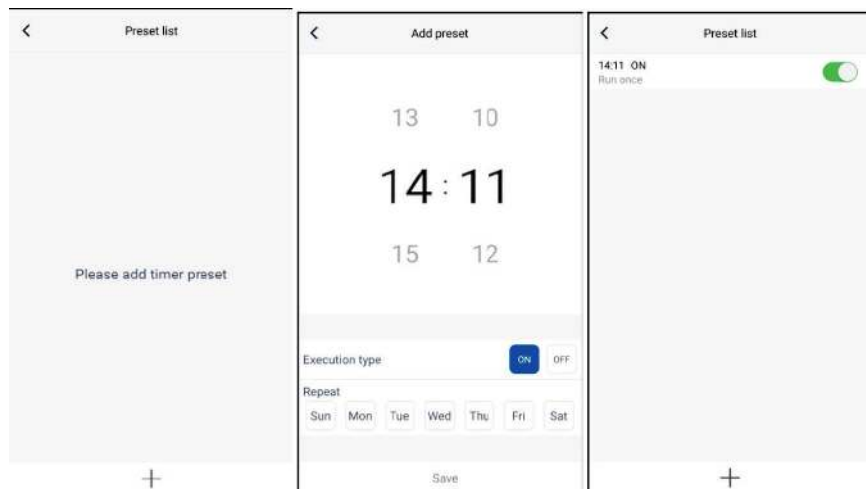 Preset list
Please add timer preset
Add preset
13 10
14 : 11
15 12
Execution type ON OFF
Repeat
Sun Mon Tue Wed Thu Fri Sat
Save
Preset list
14:11 ON
Run once